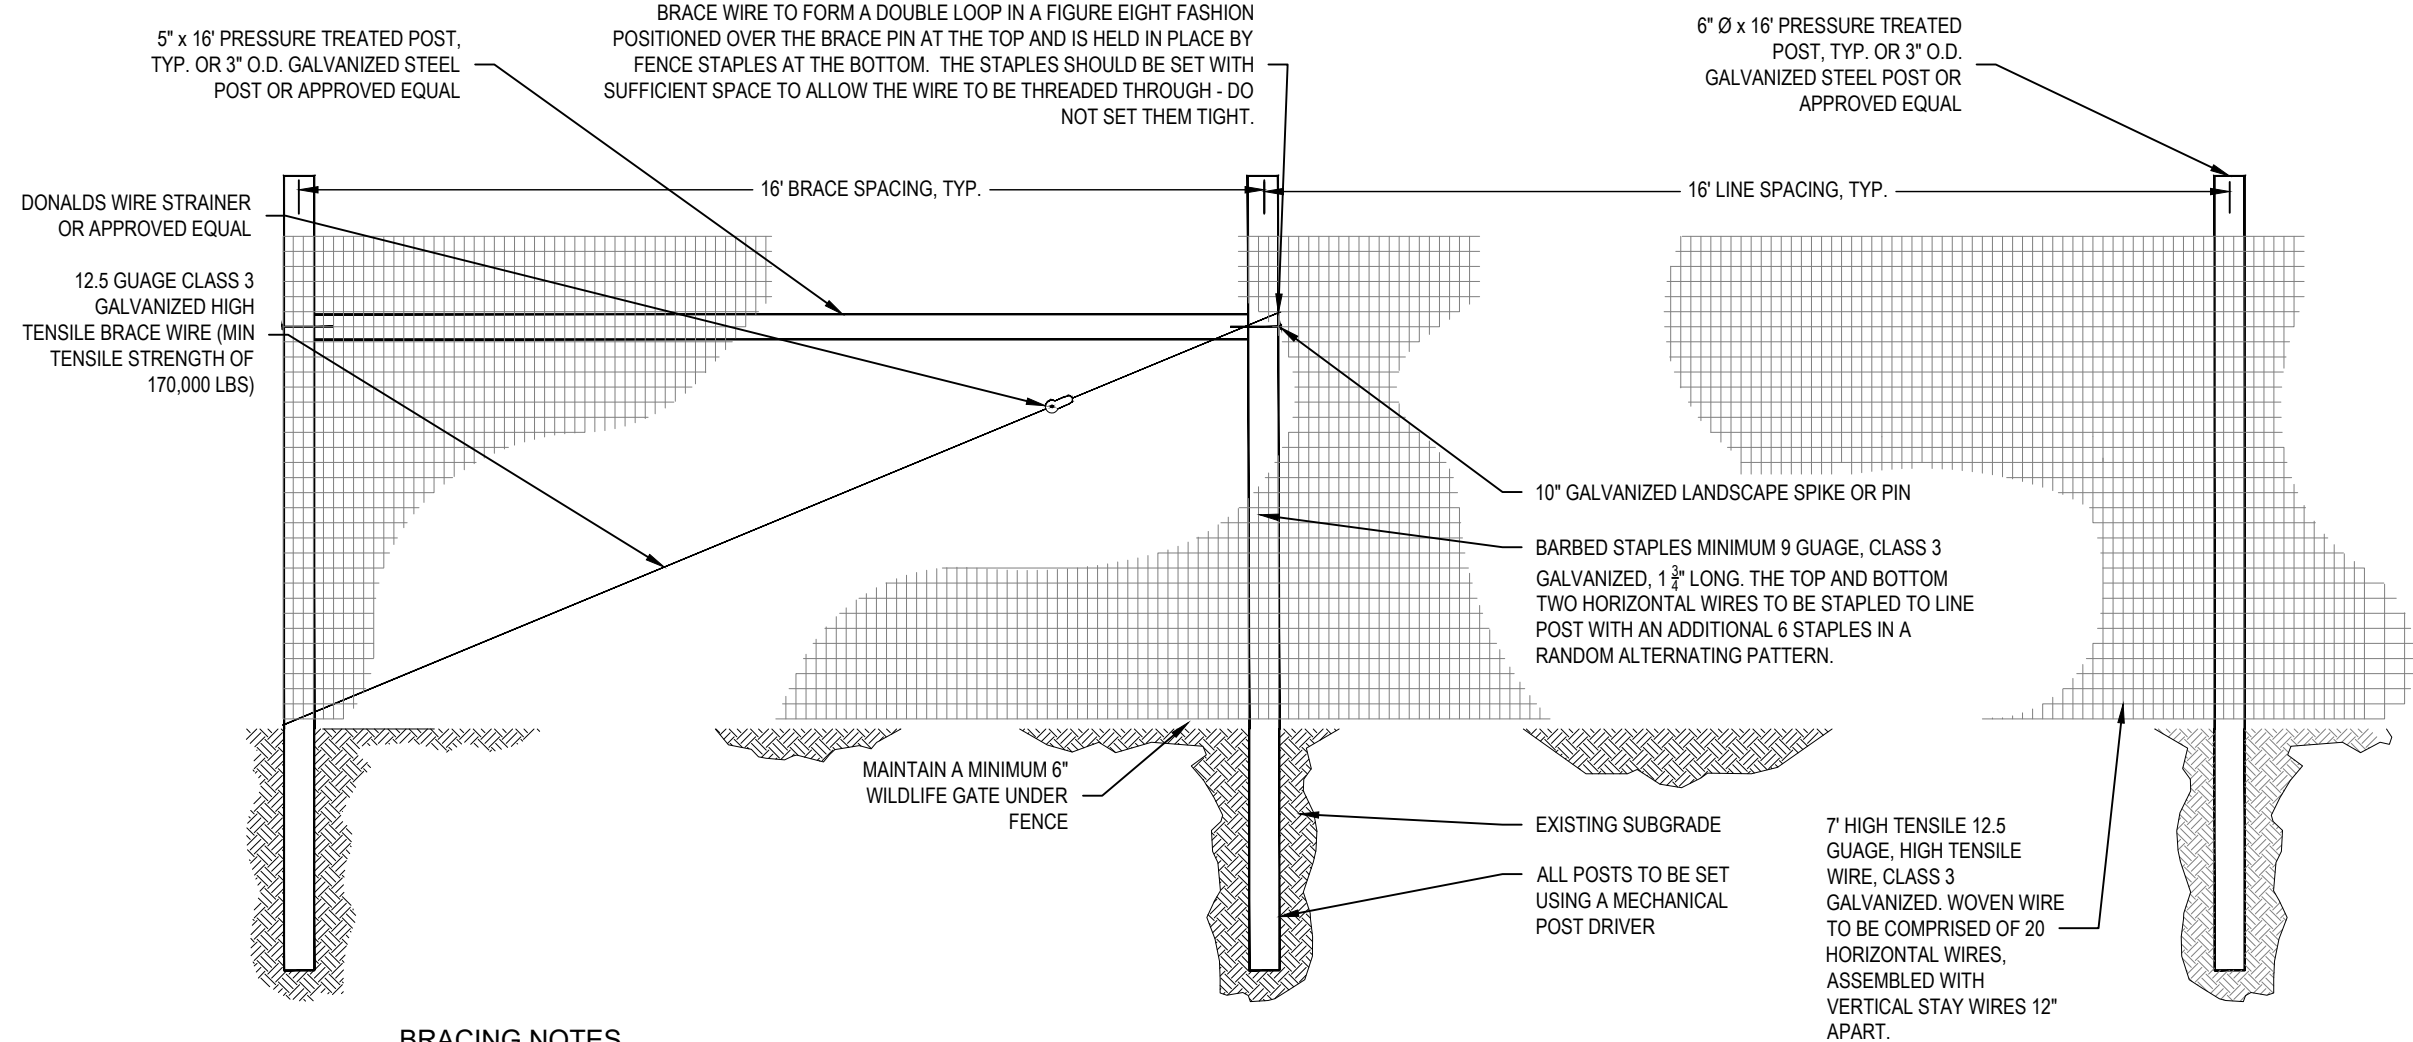 5" x 16' PRESSURE TREATED POST,
TYP. OR 3" O.D. GALVANIZED STEEL
POST OR APPROVED EQUAL
BRACE WIRE TO FORM A DOUBLE LOOP IN A FIGURE EIGHT FASHION
POSITIONED OVER THE BRACE PIN AT THE TOP AND IS HELD IN PLACE BY
FENCE STAPLES AT THE BOTTOM. THE STAPLES SHOULD BE SET WITH
SUFFICIENT SPACE TO ALLOW THE WIRE TO BE THREADED THROUGH - DO
NOT SET THEM TIGHT.
6" Ø x 16' PRESSURE TREATED
POST, TYP. OR 3" O.D.
GALVANIZED STEEL POST OR
APPROVED EQUAL
16' BRACE SPACING, TYP.
16' LINE SPACING, TYP.
DONALDS WIRE STRAINER
OR APPROVED EQUAL
12.5 GUAGE CLASS 3
GALVANIZED HIGH
TENSILE BRACE WIRE (MIN
TENSILE STRENGTH OF
170,000 LBS)
10" GALVANIZED LANDSCAPE SPIKE OR PIN
BARBED STAPLES MINIMUM 9 GUAGE, CLASS 3
GALVANIZED, 1 3/4" LONG. THE TOP AND BOTTOM
TWO HORIZONTAL WIRES TO BE STAPLED TO LINE
POST WITH AN ADDITIONAL 6 STAPLES IN A
RANDOM ALTERNATING PATTERN.
MAINTAIN A MINIMUM 6"
WILDLIFE GATE UNDER
FENCE
EXISTING SUBGRADE
ALL POSTS TO BE SET
USING A MECHANICAL
POST DRIVER
7' HIGH TENSILE 12.5
GUAGE, HIGH TENSILE
WIRE, CLASS 3
GALVANIZED. WOVEN WIRE
TO BE COMPRISED OF 20
HORIZONTAL WIRES,
ASSEMBLED WITH
VERTICAL STAY WIRES 12"
APART.
BRACING NOTES